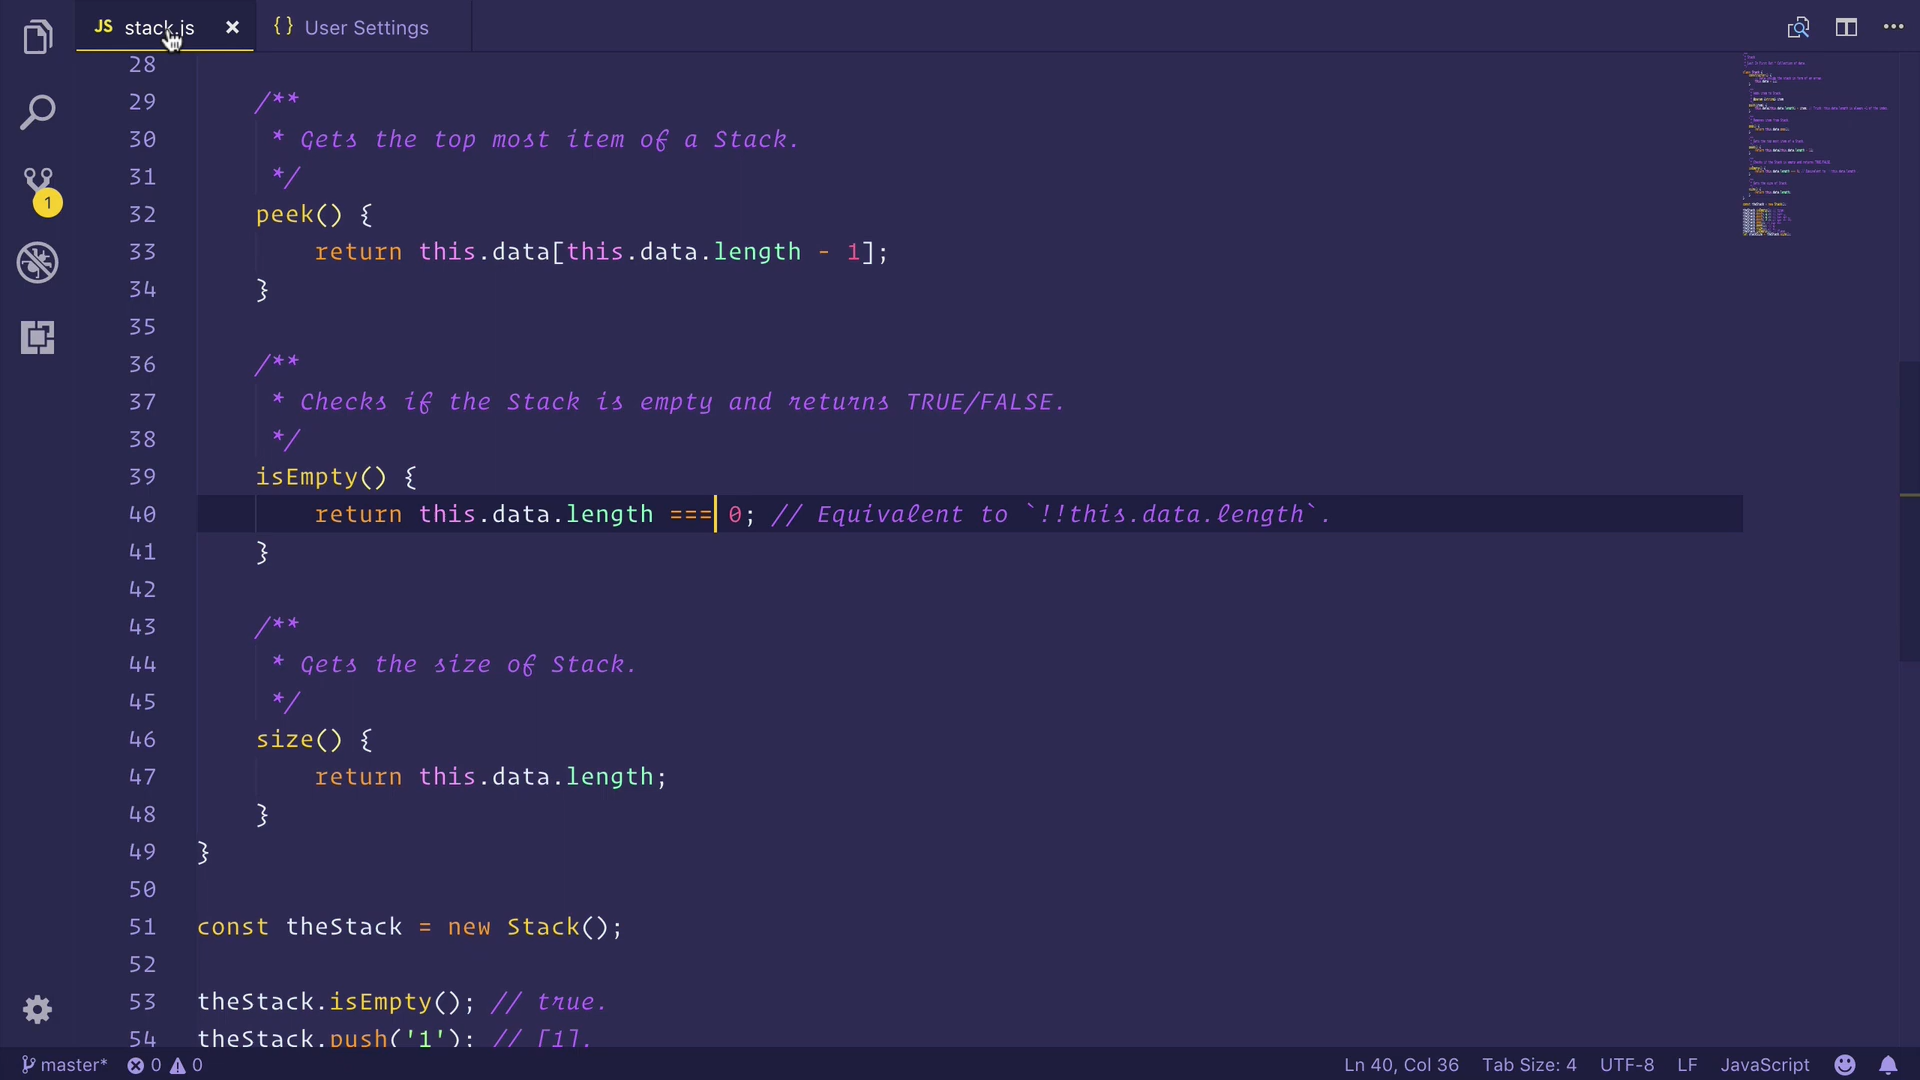 JS stack.js
{ } User Settings
1
28
29 /**
30 * Gets the top most item of a Stack.
31 */
32 peek() {
33 return this.data[this.data.length - 1];
34 }
35
36 /**
37 * Checks if the Stack is empty and returns TRUE/FALSE.
38 */
39 isEmpty() {
40 return this.data.length === 0; // Equivalent to `!!this.data.length`.
41 }
42
43 /**
44 * Gets the size of Stack.
45 */
46 size() {
47 return this.data.length;
48 }
49 }
50
51 const theStack = new Stack();
52
53 theStack.isEmpty(); // true.
54 theStack.push('1'); // [1].
master* 0 0 Ln 40, Col 36 Tab Size: 4 UTF-8 LF JavaScript